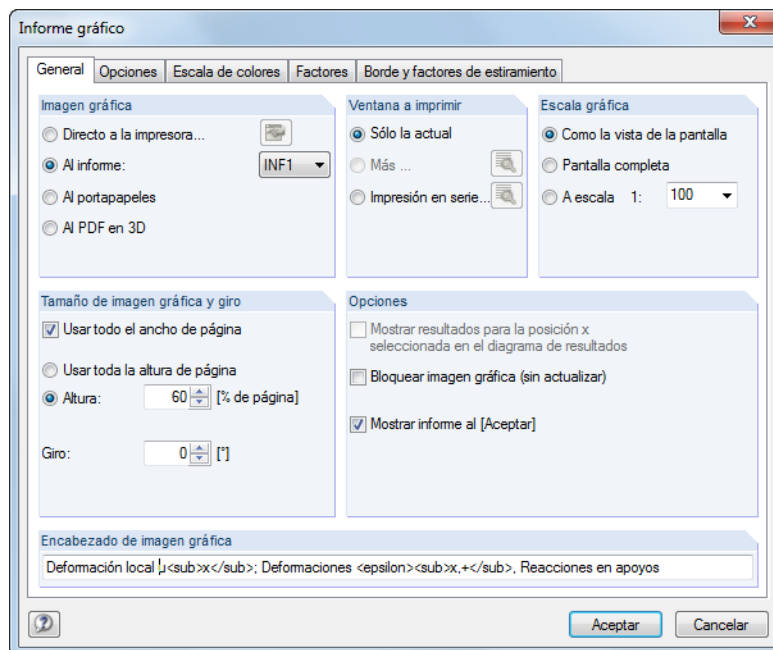 Informe gráfico
General Opciones Escala de colores Factores Borde y factores de estiramiento
Imagen gráfica
Directo a la impresora...
Al informe: INF1
Al portapapeles
Al PDF en 3D
Ventana a imprimir
Sólo la actual
Más ...
Impresión en serie...
Escala gráfica
Como la vista de la pantalla
Pantalla completa
A escala 1: 100
Tamaño de imagen gráfica y giro
Usar todo el ancho de página
Usar toda la altura de página
Altura: 60 [% de página]
Giro: 0 [°]
Opciones
Mostrar resultados para la posición x
seleccionada en el diagrama de resultados
Bloquear imagen gráfica (sin actualizar)
Mostrar informe al [Aceptar]
Encabezado de imagen gráfica
Deformación local µ<sub>x</sub>; Deformaciones <epsilon><sub>x,+</sub>, Reacciones en apoyos
Aceptar Cancelar